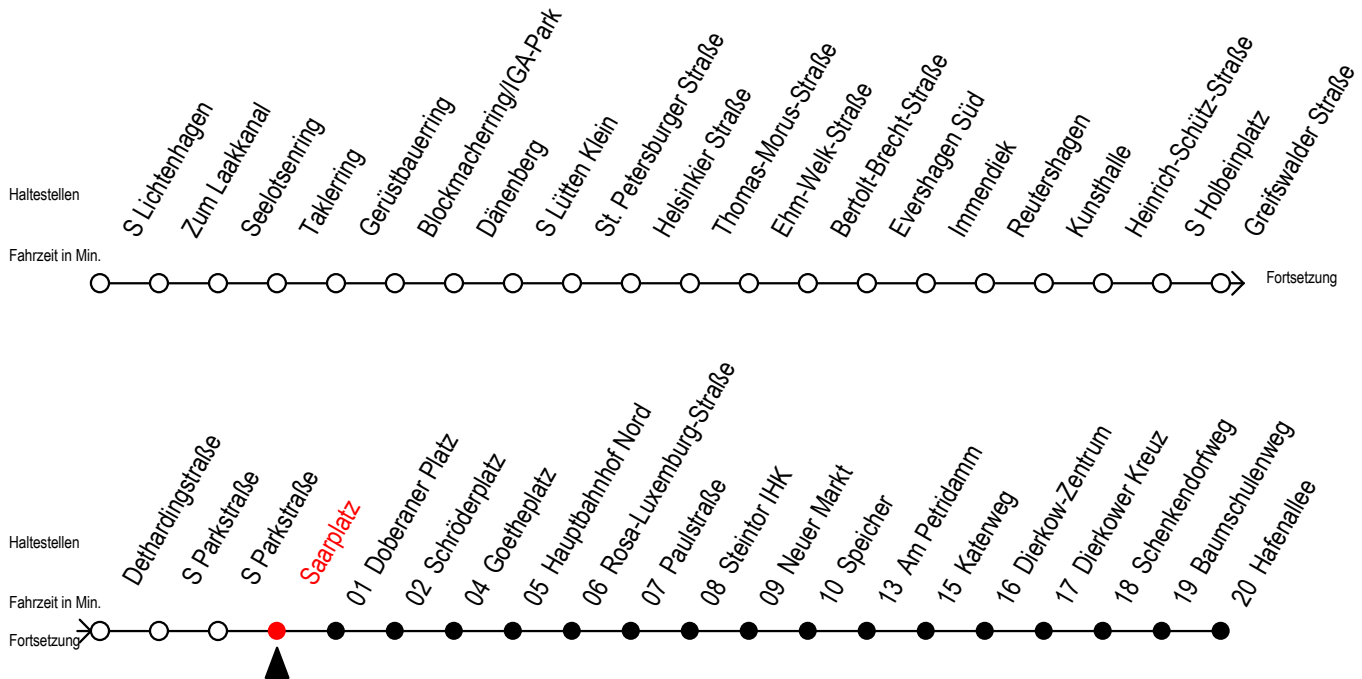 Haltestellen
S Lichtenhagen
Zum Laakkanal
Seelotsenring
Taklerring
Gerüstbauerring
Blockmacherring/IGA-Park
Dänenberg
S Lütten Klein
St. Petersburger Straße
Helsinkier Straße
Thomas-Morus-Straße
Ehm-Welk-Straße
Bertolt-Brecht-Straße
Evershagen Süd
Immendiek
Reutershagen
Kunsthalle
Heinrich-Schütz-Straße
S Holbeinplatz
Greifswalder Straße
Fahrzeit in Min.
Fortsetzung
Haltestellen
Dethardingstraße
S Parkstraße
S Parkstraße
Saarplatz
01 Doberaner Platz
02 Schröderplatz
04 Goetheplatz
05 Hauptbahnhof Nord
06 Rosa-Luxemburg-Straße
07 Paulstraße
08 Steintor IHK
09 Neuer Markt
10 Speicher
13 Am Petridamm
15 Katerweg
16 Dierkow-Zentrum
17 Dierkower Kreuz
18 Schenkendorfweg
19 Baumschulenweg
20 Hafenallee
Fahrzeit in Min.
Fortsetzung